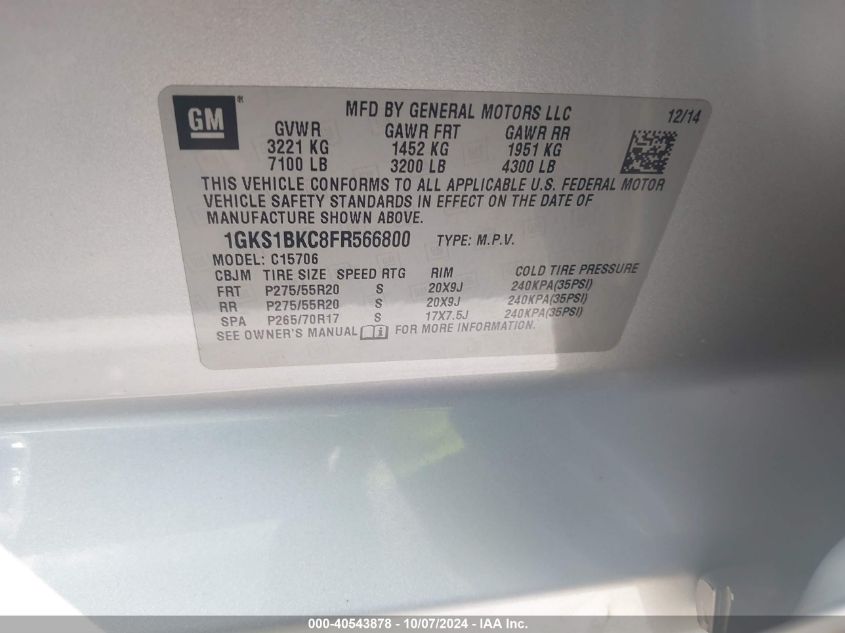 GM®
MFD BY GENERAL MOTORS LLC 12/14
GVWR GAWR FRT GAWR RR
3221 KG 1452 KG 1951 KG
7100 LB 3200 LB 4300 LB
THIS VEHICLE CONFORMS TO ALL APPLICABLE U.S. FEDERAL MOTOR
VEHICLE SAFETY STANDARDS IN EFFECT ON THE DATE OF
MANUFACTURE SHOWN ABOVE.
1GKS1BKC8FR566800 TYPE: M.P.V.
MODEL: C15706
CBJM TIRE SIZE SPEED RTG RIM COLD TIRE PRESSURE
FRT P275/55R20 S 20X9J 240KPA(35PSI)
RR P275/55R20 S 20X9J 240KPA(35PSI)
SPA P265/70R17 S 17X7.5J 240KPA(35PSI)
SEE OWNER'S MANUAL i FOR MORE INFORMATION.
000-40543878 - 10/07/2024 - IAA Inc.